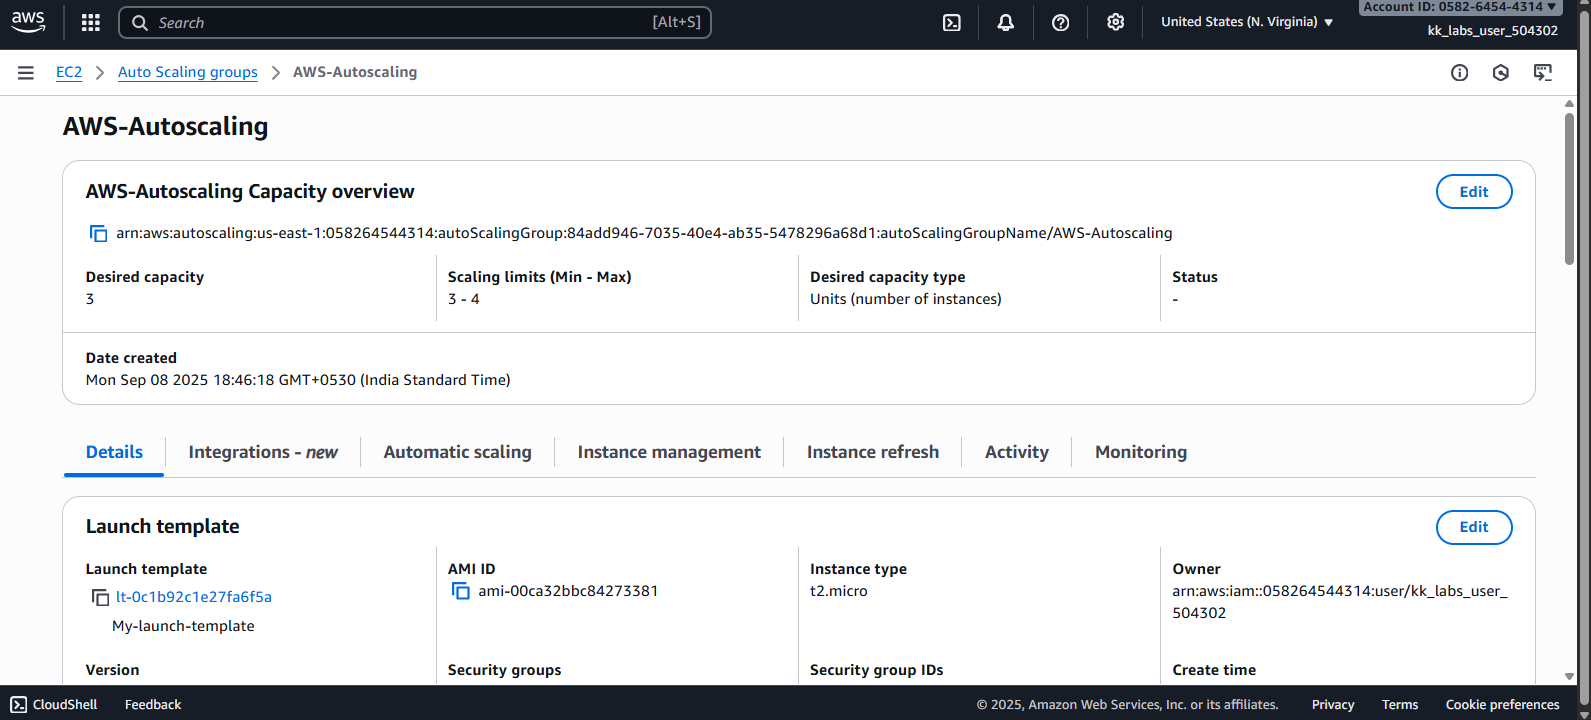 aws
Search [Alt+S]
United States (N. Virginia)
Account ID: 0582-6454-4314
kk_labs_user_504302
EC2 > Auto Scaling groups > AWS-Autoscaling
AWS-Autoscaling
AWS-Autoscaling Capacity overview
Edit
arn:aws:autoscaling:us-east-1:058264544314:autoScalingGroup:84add946-7035-40e4-ab35-5478296a68d1:autoScalingGroupName/AWS-Autoscaling
Desired capacity
3
Scaling limits (Min - Max)
3 - 4
Desired capacity type
Units (number of instances)
Status
-
Date created
Mon Sep 08 2025 18:46:18 GMT+0530 (India Standard Time)
Details Integrations - new Automatic scaling Instance management Instance refresh Activity Monitoring
Launch template
Edit
Launch template
lt-0c1b92c1e27fa6f5a
My-launch-template
AMI ID
ami-00ca32bbc84273381
Instance type
t2.micro
Owner
arn:aws:iam::058264544314:user/kk_labs_user_
504302
Version
Security groups
Security group IDs
Create time
CloudShell Feedback
© 2025, Amazon Web Services, Inc. or its affiliates. Privacy Terms Cookie preferences